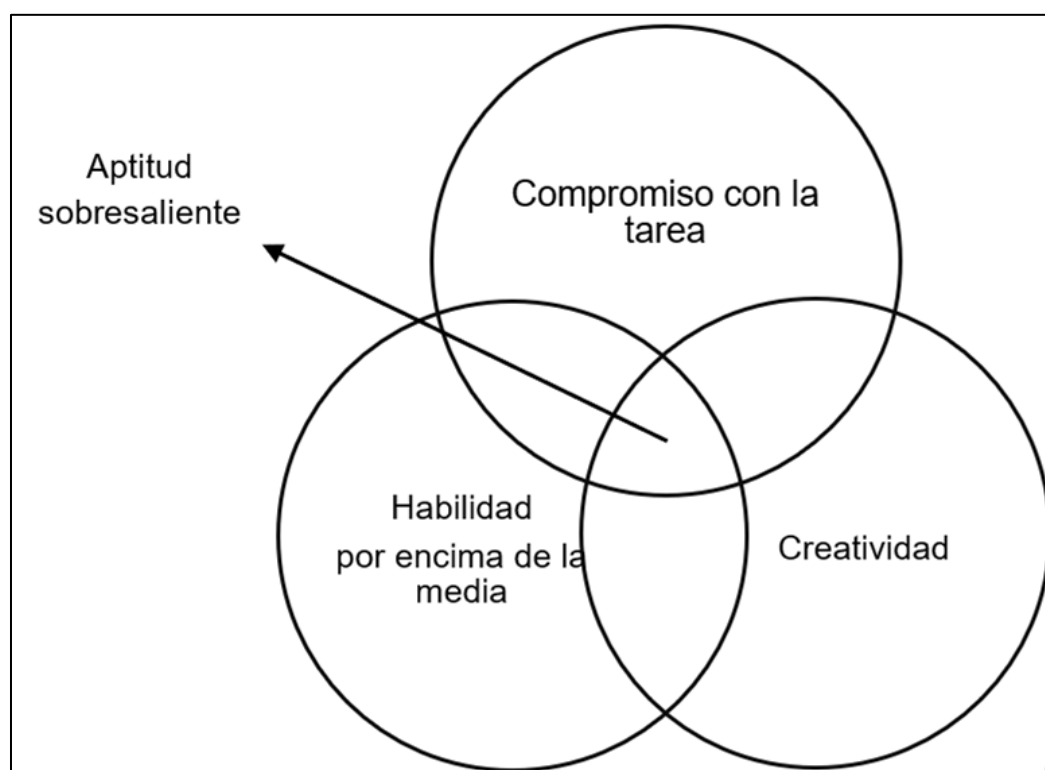 Aptitud
sobresaliente
Compromiso con la
tarea
Habilidad
por encima de la
media
Creatividad